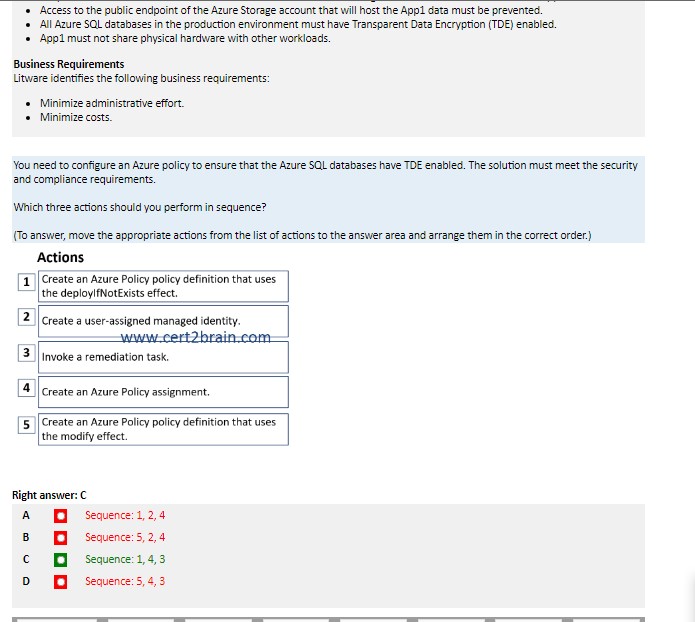 • Access to the public endpoint of the Azure Storage account that will host the App1 data must be prevented.
• All Azure SQL databases in the production environment must have Transparent Data Encryption (TDE) enabled.
• App1 must not share physical hardware with other workloads.
Business Requirements
Litware identifies the following business requirements:
• Minimize administrative effort.
• Minimize costs.
You need to configure an Azure policy to ensure that the Azure SQL databases have TDE enabled. The solution must meet the security
and compliance requirements.
Which three actions should you perform in sequence?
(To answer, move the appropriate actions from the list of actions to the answer area and arrange them in the correct order.)
Actions
1 Create an Azure Policy policy definition that uses
the deployIfNotExists effect.
2 Create a user-assigned managed identity.
www.cert2brain.com
3 Invoke a remediation task.
4 Create an Azure Policy assignment.
5 Create an Azure Policy policy definition that uses
the modify effect.
Right answer: C
A Sequence: 1, 2, 4
B Sequence: 5, 2, 4
C Sequence: 1, 4, 3
D Sequence: 5, 4, 3